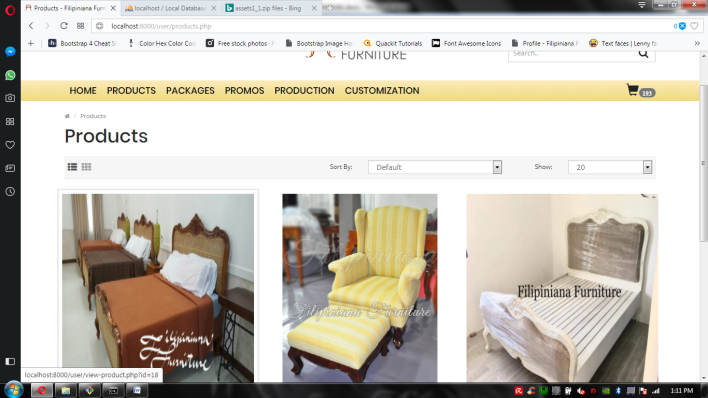 Products - Filipiniana Furn
localhost / Local Databas
assets1_1.zip files - Bing
localhost:8000/user/products.php
Bootstrap 4 Cheat S
Color Hex Color Co
Free stock photos -
Bootstrap Image Ho
Quackit Tutorials
Font Awesome Icons
Profile - Filipiniana F
Text faces | Lenny fa
FURNITURE
Search..
HOME PRODUCTS PACKAGES PROMOS PRODUCTION CUSTOMIZATION
193
/ Products
Products
Sort By: Default Show: 20
Filipiniana
Furniture
Filipiniana
Filipiniana Furniture
Filipiniana Furniture
localhost:8000/user/view-product.php?id=18
1:11 PM